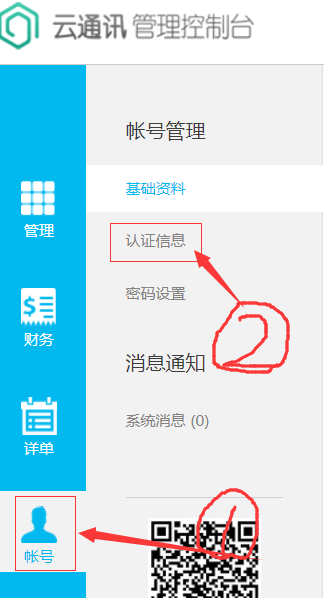 云通讯 管理控制台
帐号管理
基础资料
认证信息
密码设置
消息通知
系统消息 (0)
管理
财务
详单
帐号
2
1